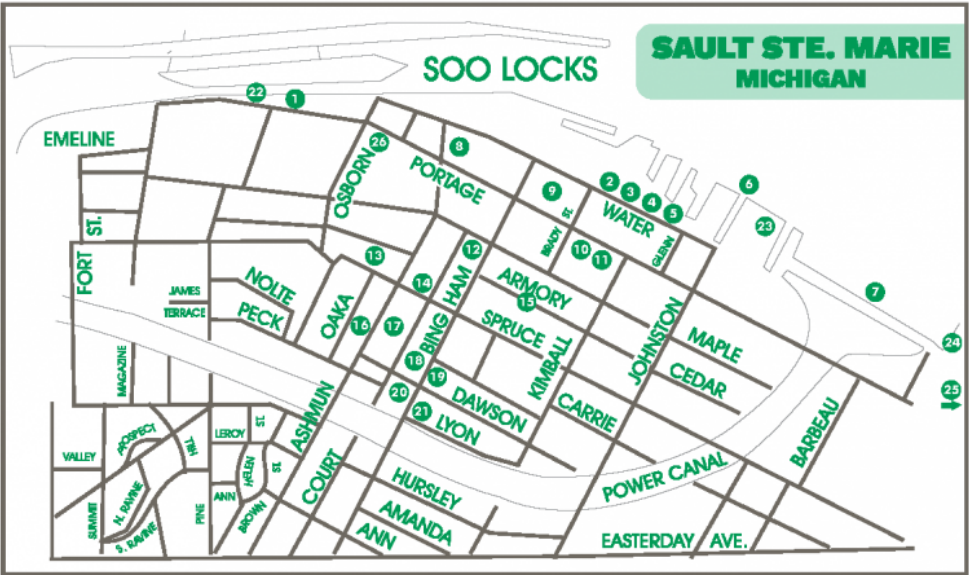 SAULT STE. MARIE
MICHIGAN
SOO LOCKS
22
1
EMELINE
26
8
OSBORN
PORTAGE
9
2
3
4
5
6
WATER
ST.
BRADY
GLENN
23
10
11
ST.
FORT
13
12
14
BING HAM
ARMORY
15
7
NOLTE
JAMES
TERRACE
PECK
OAKA
16
17
SPRUCE
JOHNSTON
MAPLE
24
18
KIMBALL
CEDAR
MAGAZINE
19
20
25
DAWSON
21
LYON
CARRIE
ASHMUN
BARBEAU
PROSPECT
HILL
LEROY
ST.
VALLEY
HELEN
ST.
COURT
POWER CANAL
HURSLEY
N. RAVINE
ANN
SUMMIT
PINE
BROWN
AMANDA
S. RAVINE
ANN
EASTERDAY AVE.